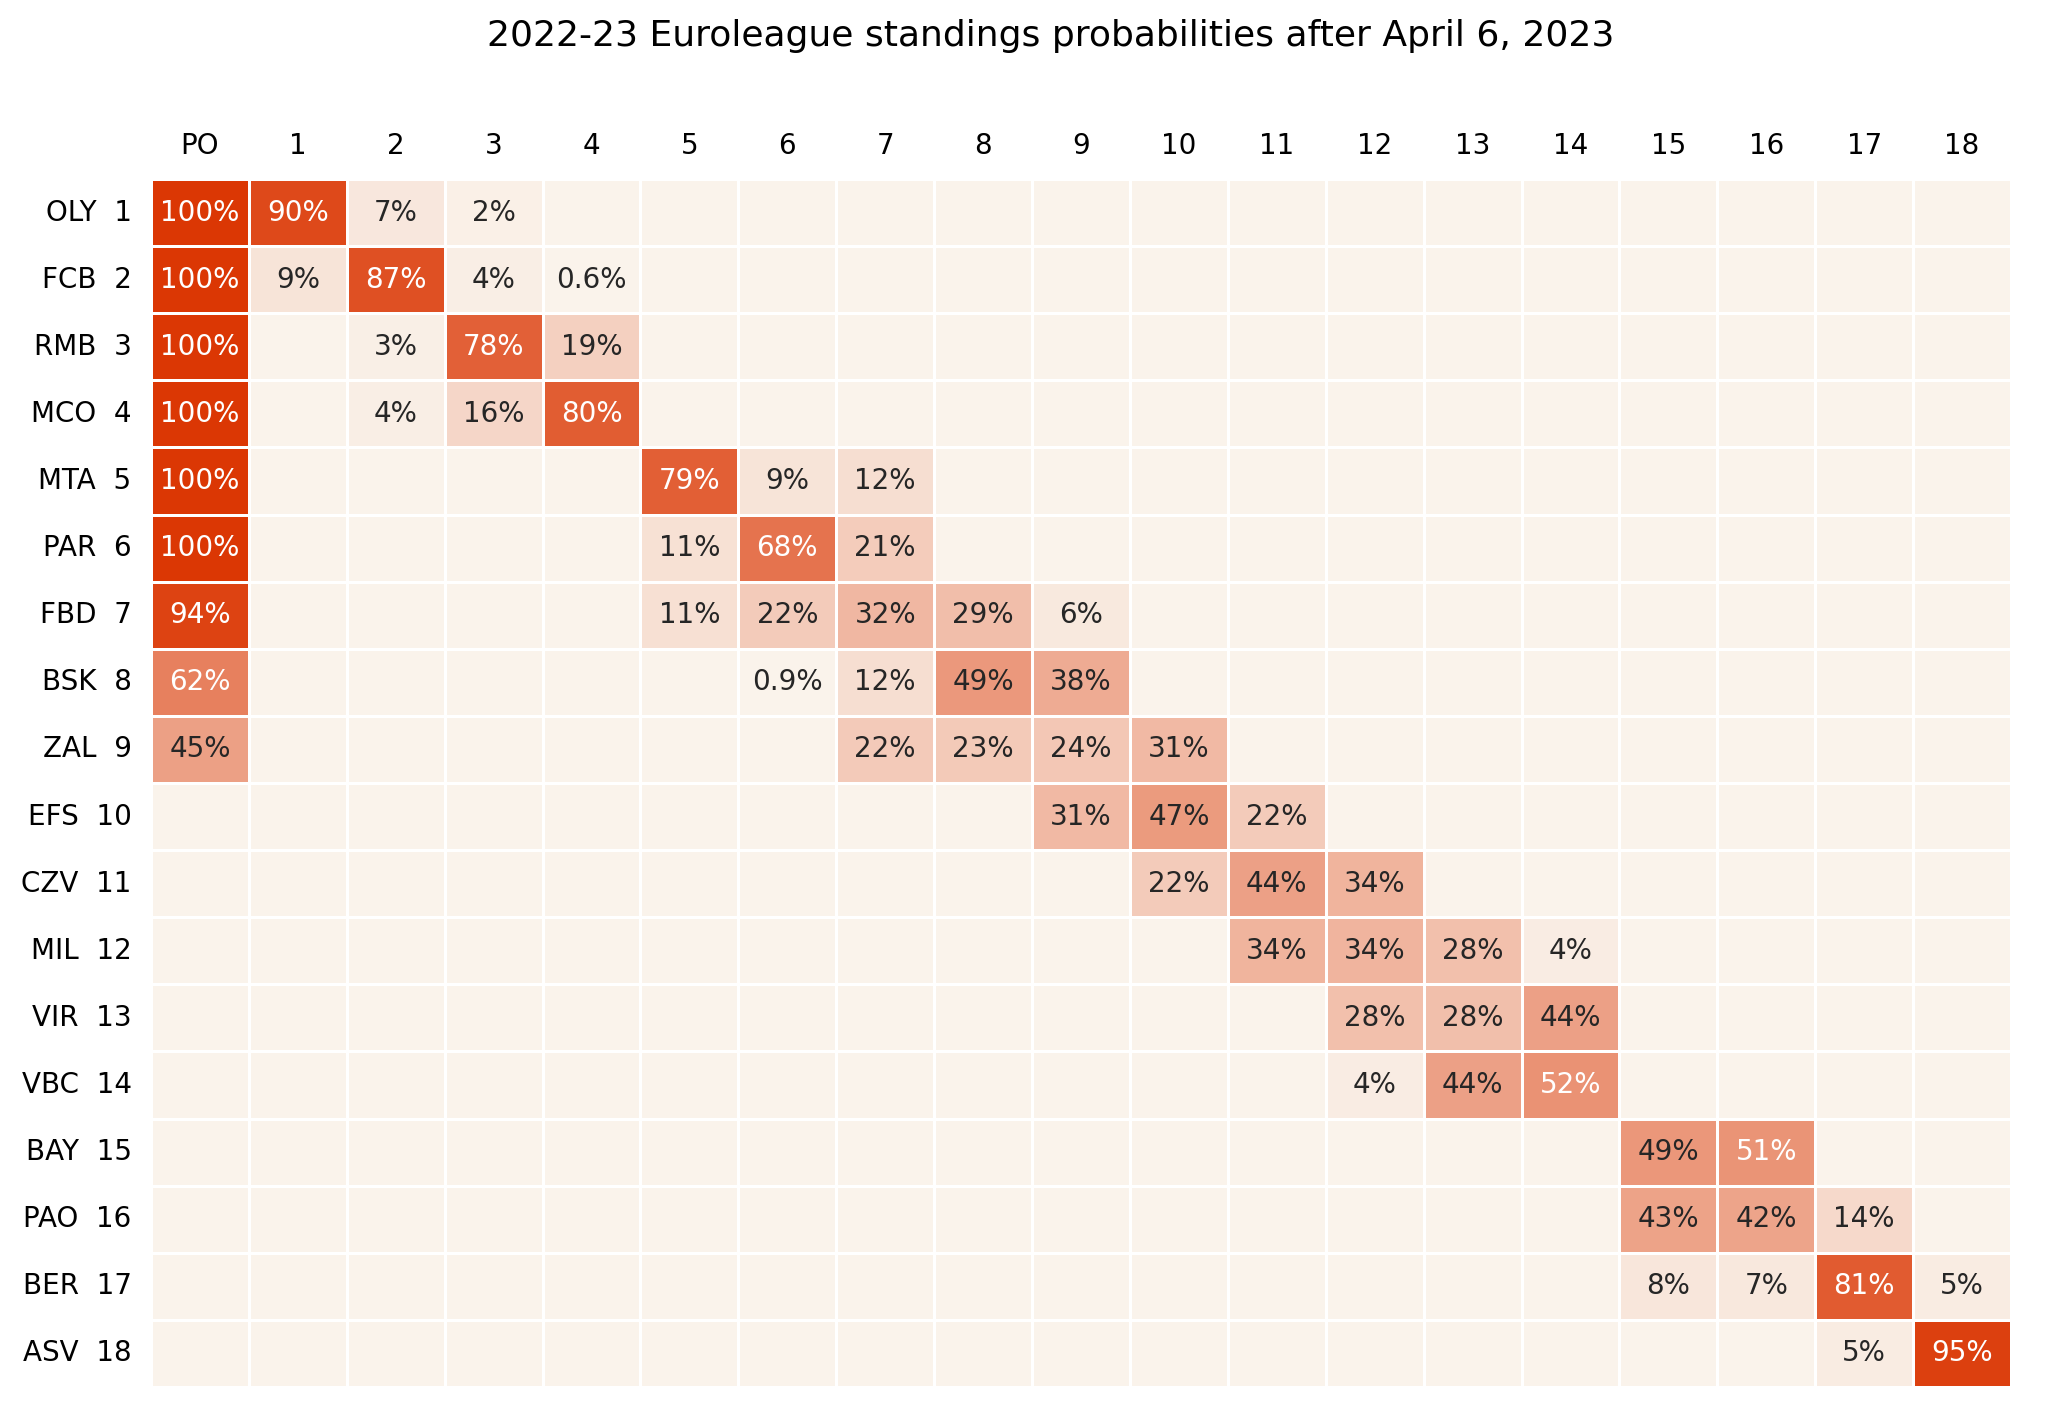 2022-23 Euroleague standings probabilities after April 6, 2023
PO 1 2 3 4 5 6 7 8 9 10 11 12 13 14 15 16 17 18
OLY 1 100% 90% 7% 2%
FCB 2 100% 9% 87% 4% 0.6%
RMB 3 100% 3% 78% 19%
MCO 4 100% 4% 16% 80%
MTA 5 100% 79% 9% 12%
PAR 6 100% 11% 68% 21%
FBD 7 94% 11% 22% 32% 29% 6%
BSK 8 62% 0.9% 12% 49% 38%
ZAL 9 45% 22% 23% 24% 31%
EFS 10 31% 47% 22%
CZV 11 22% 44% 34%
MIL 12 34% 34% 28% 4%
VIR 13 28% 28% 44%
VBC 14 4% 44% 52%
BAY 15 49% 51%
PAO 16 43% 42% 14%
BER 17 8% 7% 81% 5%
ASV 18 5% 95%